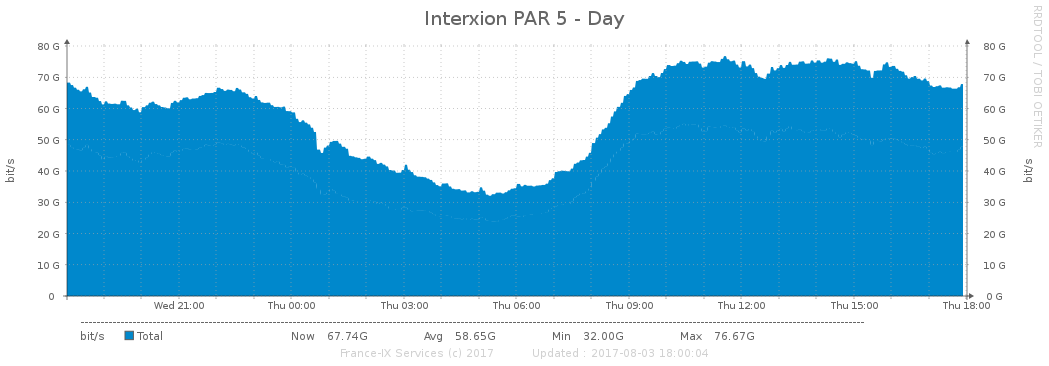 Interxion PAR 5 - Day
RRDTOOL / TOBI OETIKER
80 G 80 G
70 G 70 G
60 G 60 G
50 G 50 G
40 G 40 G
30 G 30 G
20 G 20 G
10 G 10 G
0 0 G
bit/s bit/s
Wed 21:00 Thu 00:00 Thu 03:00 Thu 06:00 Thu 09:00 Thu 12:00 Thu 15:00 Thu 18:00
bit/s Total Now 67.74G Avg 58.65G Min 32.00G Max 76.67G
France-IX Services (c) 2017 Updated : 2017-08-03 18:00:04